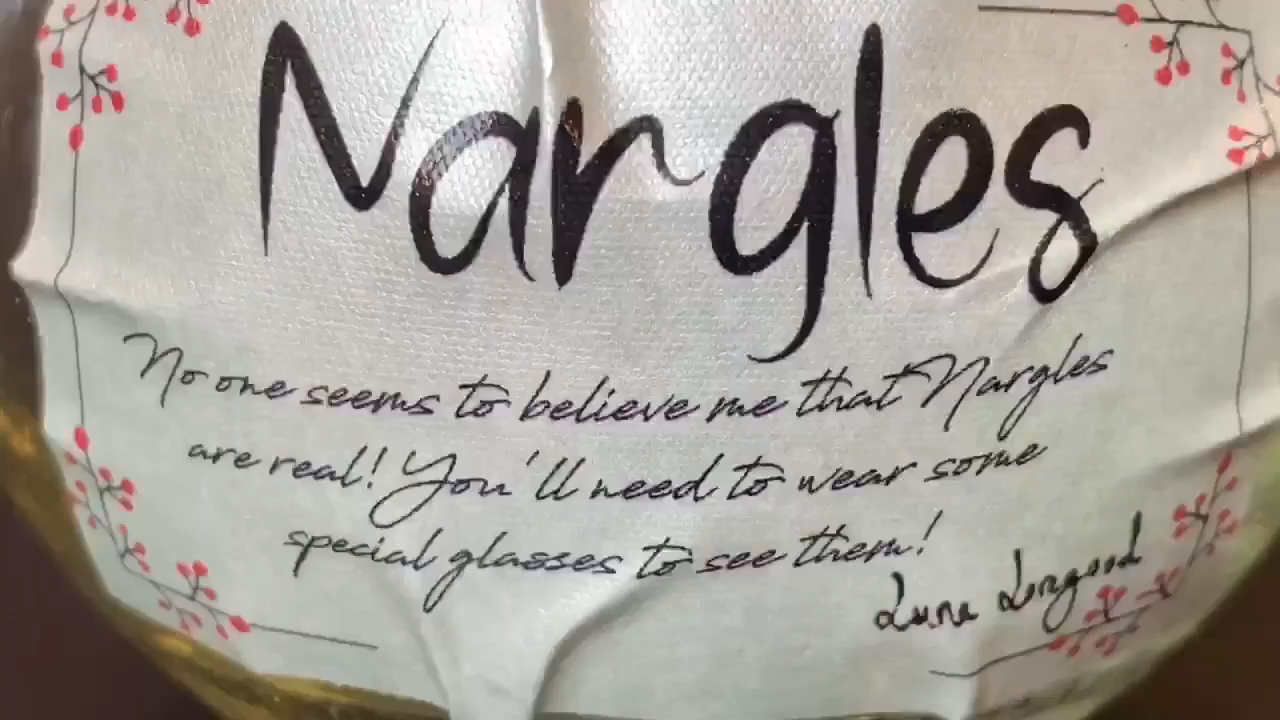 Nargles
No one seems to believe me that Nargles
are real! You'll need to wear some
special glasses to see them!
Luna Lovgood